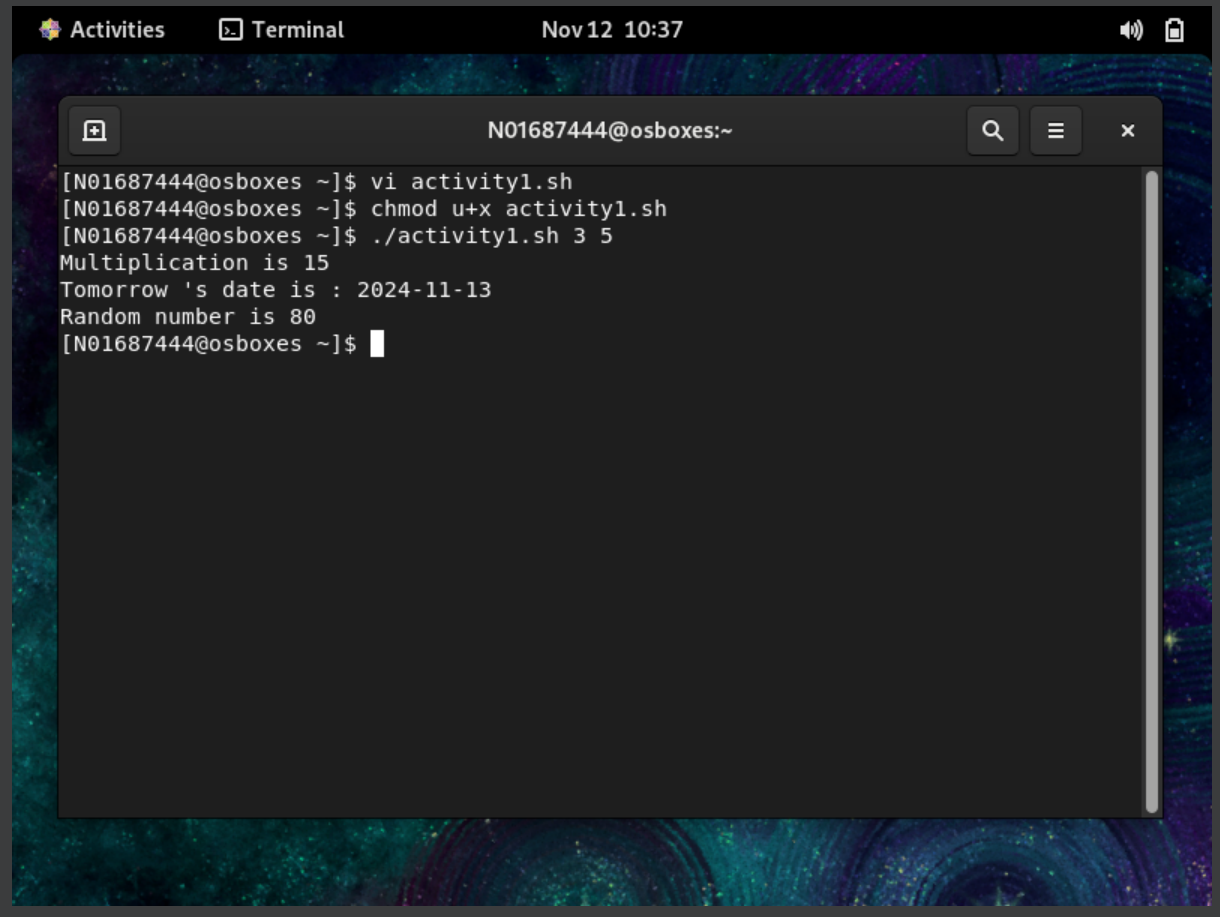 Activities Terminal Nov 12 10:37
N01687444@osboxes:~
[N01687444@osboxes ~]$ vi activity1.sh
[N01687444@osboxes ~]$ chmod u+x activity1.sh
[N01687444@osboxes ~]$ ./activity1.sh 3 5
Multiplication is 15
Tomorrow 's date is : 2024-11-13
Random number is 80
[N01687444@osboxes ~]$